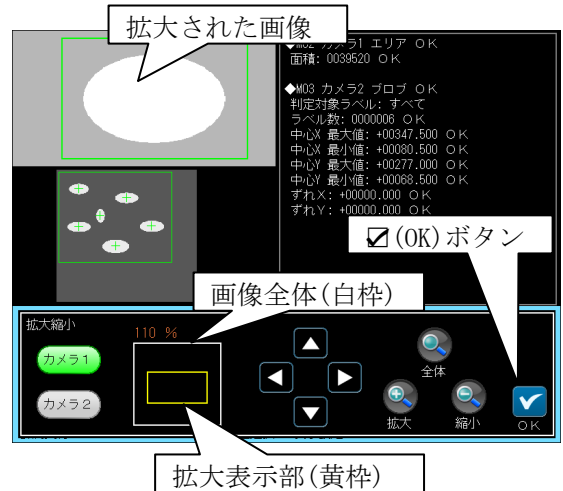 拡大された画像
◆M02 カメラ1 エリア OK
面積: 0039520 OK
◆M03 カメラ2 ブロブ OK
判定対象ラベル: すべて
ラベル数: 0000006 OK
中心X 最大値: +00347.500 OK
中心X 最小値: +00080.500 OK
中心Y 最大値: +00277.000 OK
中心Y 最小値: +00068.500 OK
ずれX: +00000.000 OK
ずれY: +00000.000 OK
☑(OK)ボタン
画像全体(白枠)
拡大縮小
110 %
カメラ1
カメラ2
全体
拡大
縮小
OK
拡大表示部(黄枠)